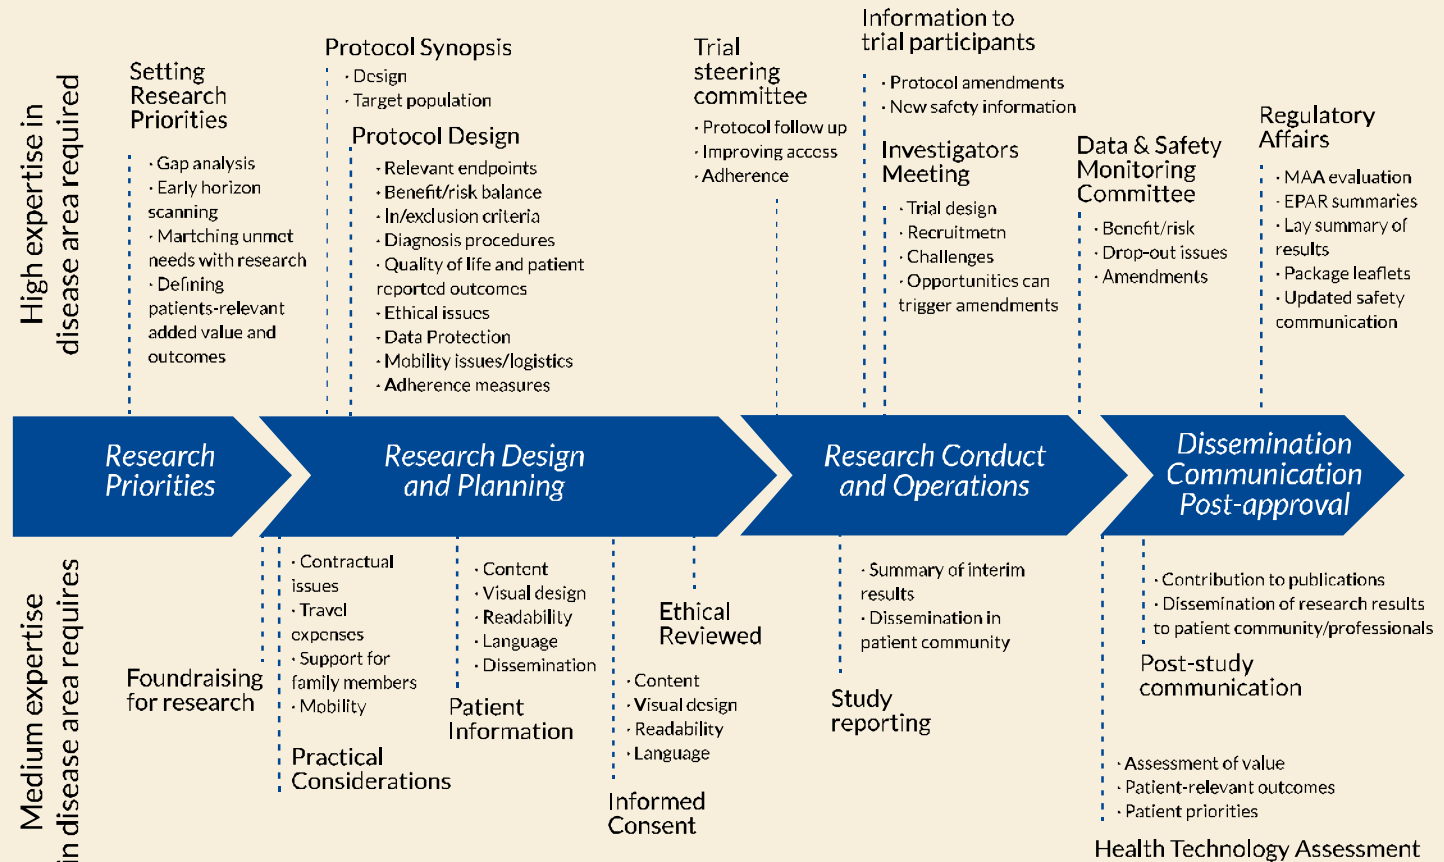 High expertise in
disease area required
Setting
Research
Priorities
· Gap analysis
· Early horizon
scanning
· Martching unmet
needs with research
· Defining
patients-relevant
added value and
outcomes
Protocol Synopsis
· Design
· Target population
Protocol Design
· Relevant endpoints
· Benefit/risk balance
· In/exclusion criteria
· Diagnosis procedures
· Quality of life and patient
reported outcomes
· Ethical issues
· Data Protection
· Mobility issues/logistics
· Adherence measures
Trial
steering
committee
· Protocol follow up
· Improving access
· Adherence
Information to
trial participants
· Protocol amendments
· New safety information
Investigators
Meeting
· Trial design
· Recruitmetn
· Challenges
· Opportunities can
trigger amendments
Data & Safety
Monitoring
Committee
· Benefit/risk
· Drop-out issues
· Amendments
Regulatory
Affairs
· MAA evaluation
· EPAR summaries
· Lay summary of
results
· Package leaflets
· Updated safety
communication
Research
Priorities
Research Design
and Planning
Research Conduct
and Operations
Dissemination
Communication
Post-approval
Medium expertise
in disease area requires
Foundraising
for research
· Contractual
issues
· Travel
expenses
· Support for
family members
· Mobility
Practical
Considerations
· Content
· Visual design
· Readability
· Language
· Dissemination
Patient
Information
· Content
· Visual design
· Readability
· Language
Informed
Consent
Ethical
Reviewed
· Summary of interim
results
· Dissemination in
patient community
Study
reporting
· Contribution to publications
· Dissemination of research results
to patient community/professionals
Post-study
communication
· Assessment of value
· Patient-relevant outcomes
· Patient priorities
Health Technology Assessment